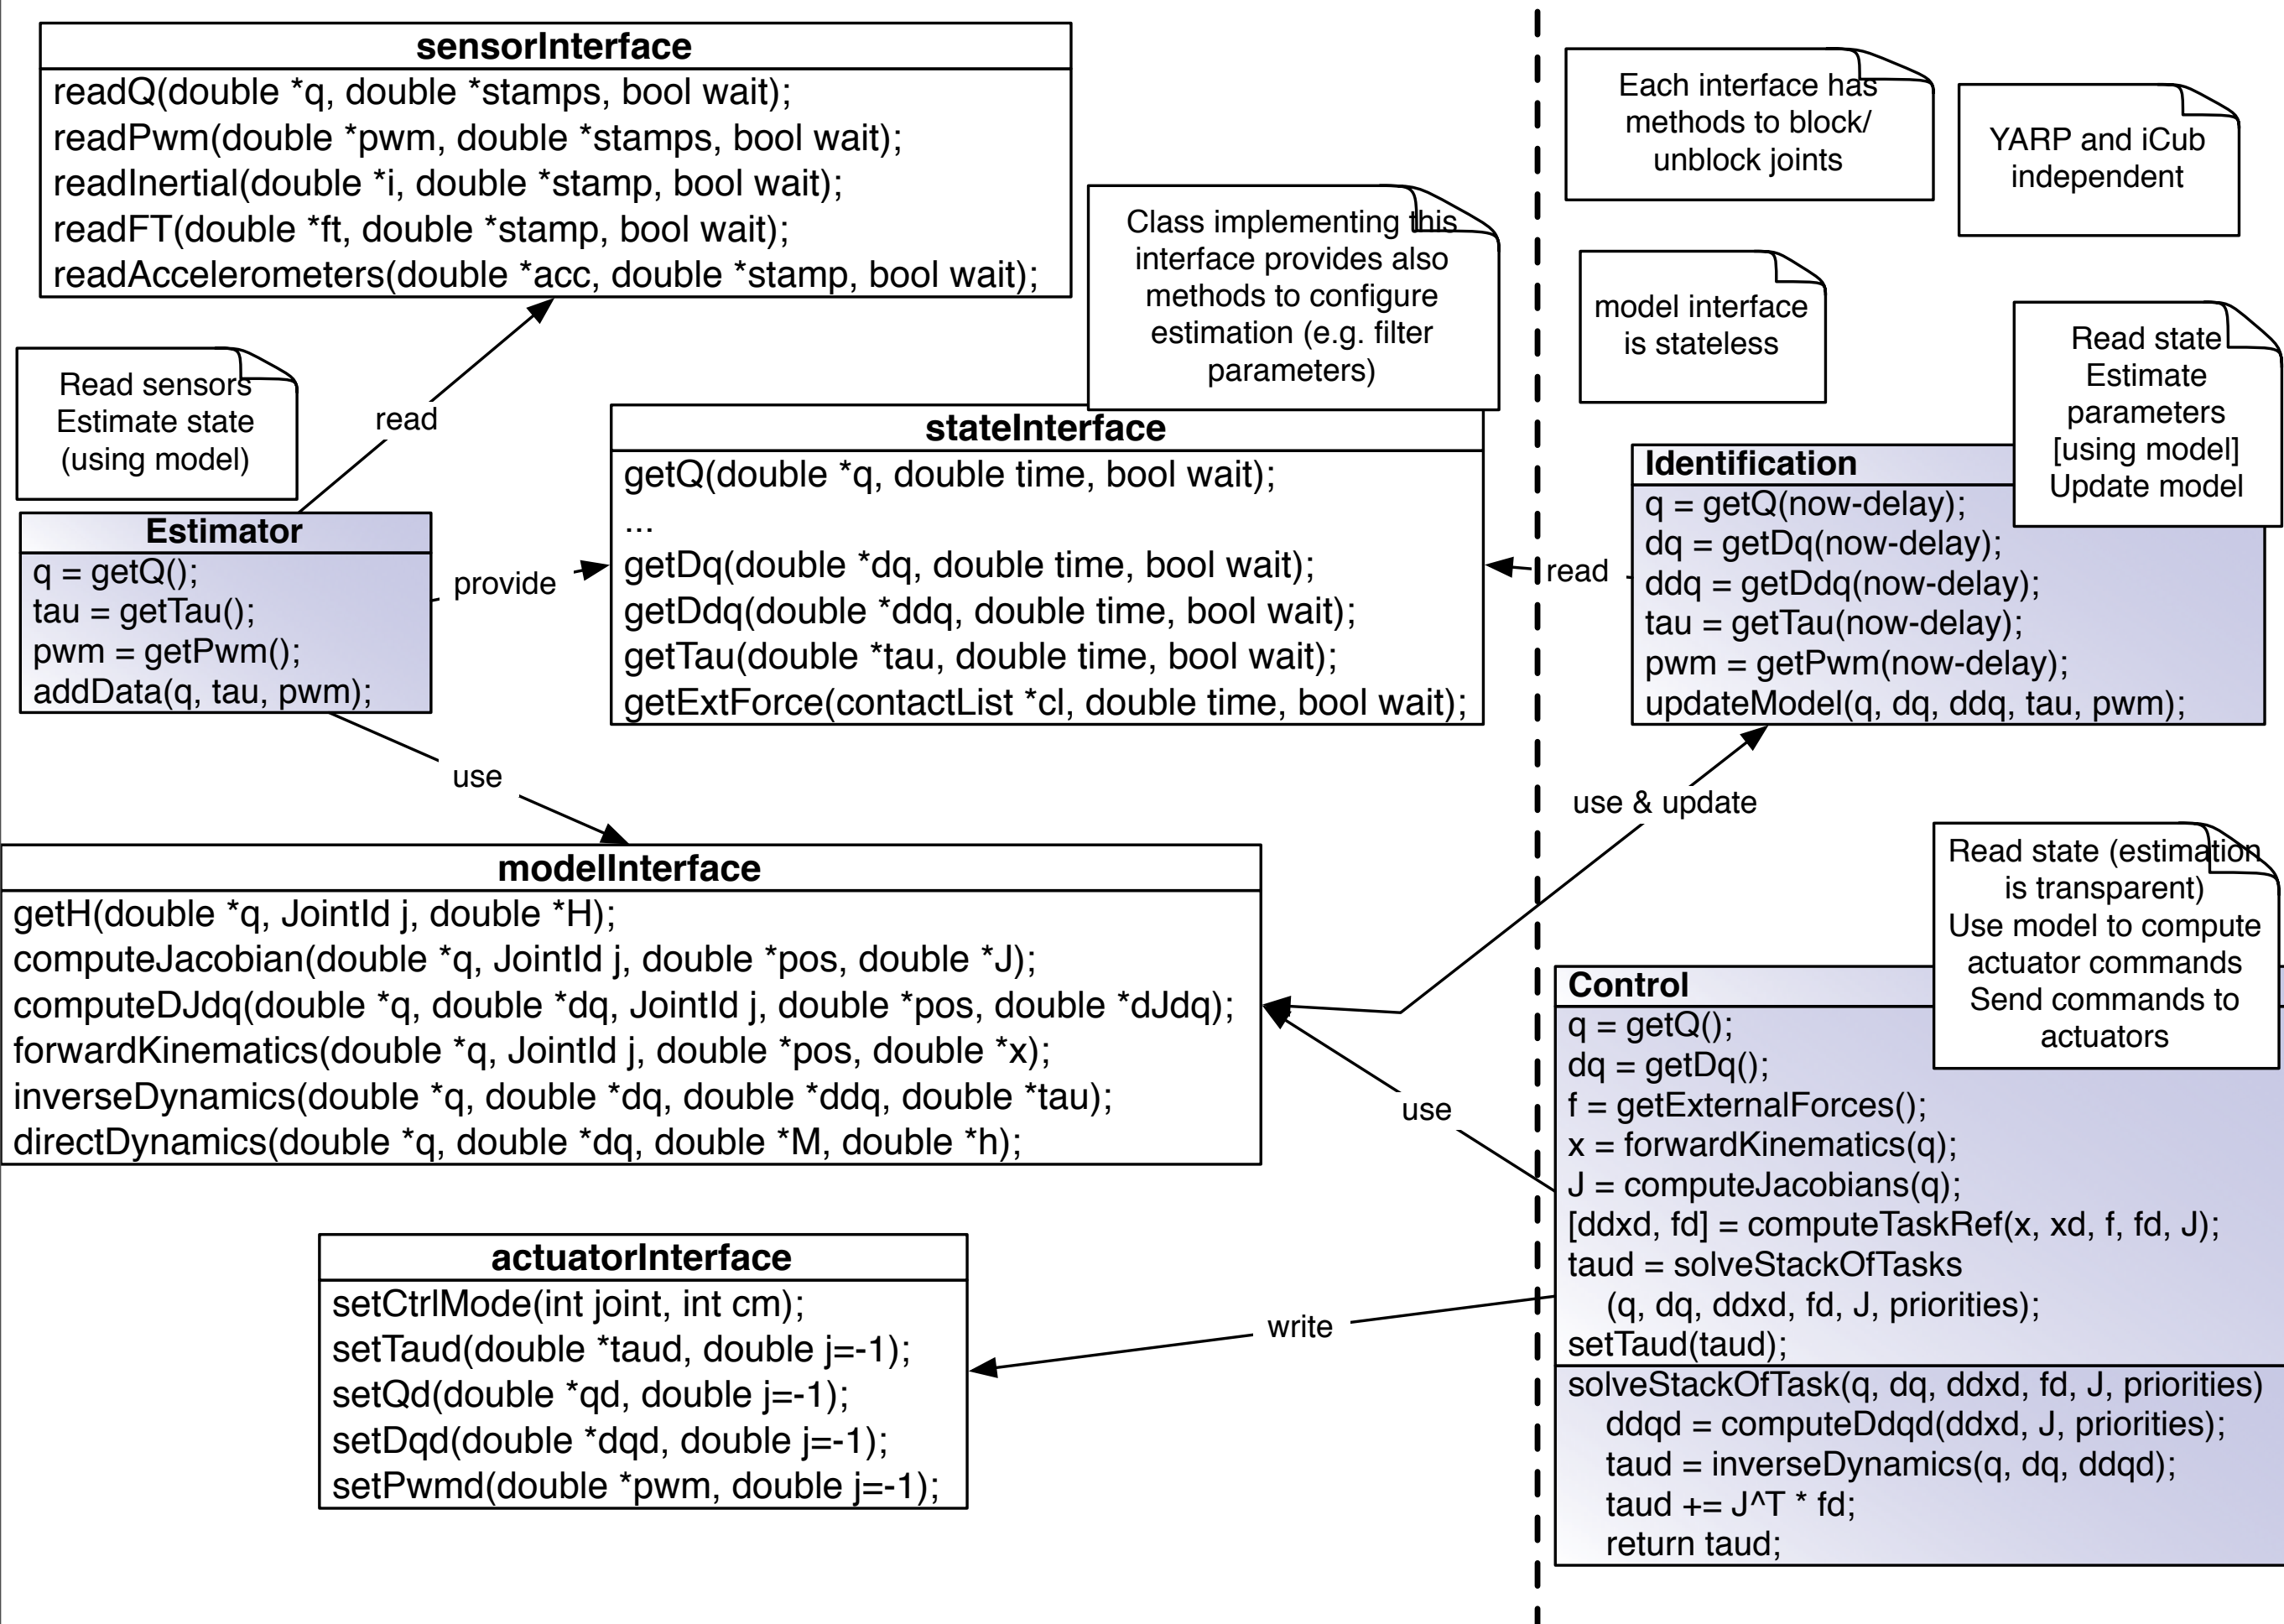 sensorInterface
readQ(double *q, double *stamps, bool wait);
readPwm(double *pwm, double *stamps, bool wait);
readInertial(double *i, double *stamp, bool wait);
readFT(double *ft, double *stamp, bool wait);
readAccelerometers(double *acc, double *stamp, bool wait);
Each interface has
methods to block/
unblock joints
YARP and iCub
independent
Class implementing this
interface provides also
methods to configure
estimation (e.g. filter
parameters)
model interface
is stateless
Read state
Estimate
parameters
[using model]
Update model
Read sensors
Estimate state
(using model)
read
stateInterface
getQ(double *q, double time, bool wait);
...
getDq(double *dq, double time, bool wait);
getDdq(double *ddq, double time, bool wait);
getTau(double *tau, double time, bool wait);
getExtForce(contactList *cl, double time, bool wait);
Identification
q = getQ(now-delay);
dq = getDq(now-delay);
ddq = getDdq(now-delay);
tau = getTau(now-delay);
pwm = getPwm(now-delay);
updateModel(q, dq, ddq, tau, pwm);
Estimator
q = getQ();
tau = getTau();
pwm = getPwm();
addData(q, tau, pwm);
provide
read
use
use & update
modelInterface
getH(double *q, JointId j, double *H);
computeJacobian(double *q, JointId j, double *pos, double *J);
computeDJdq(double *q, double *dq, JointId j, double *pos, double *dJdq);
forwardKinematics(double *q, JointId j, double *pos, double *x);
inverseDynamics(double *q, double *dq, double *ddq, double *tau);
directDynamics(double *q, double *dq, double *M, double *h);
Read state (estimation
is transparent)
Use model to compute
actuator commands
Send commands to
actuators
use
Control
q = getQ();
dq = getDq();
f = getExternalForces();
x = forwardKinematics(q);
J = computeJacobians(q);
[ddxd, fd] = computeTaskRef(x, xd, f, fd, J);
taud = solveStackOfTasks
(q, dq, ddxd, fd, J, priorities);
setTaud(taud);
solveStackOfTask(q, dq, ddxd, fd, J, priorities)
ddqd = computeDdqd(ddxd, J, priorities);
taud = inverseDynamics(q, dq, ddqd);
taud += J^T * fd;
return taud;
write
actuatorInterface
setCtrlMode(int joint, int cm);
setTaud(double *taud, double j=-1);
setQd(double *qd, double j=-1);
setDqd(double *dqd, double j=-1);
setPwmd(double *pwm, double j=-1);